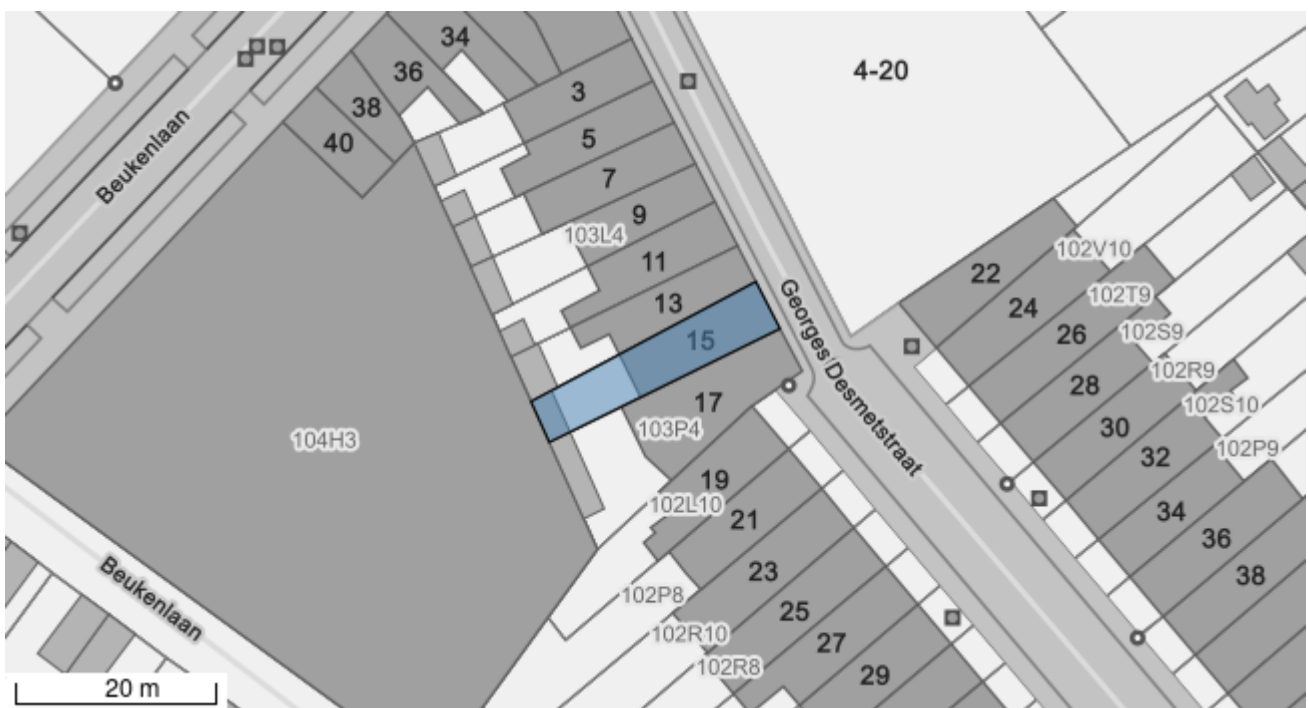 34
36
38
40
Beukenlaan
3
5
7
9
11
13
15
17
103L4
103P4
104H3
4-20
Georges Desmetstraat
22
24
26
28
30
32
34
36
38
102V10
102T9
102S9
102R9
102S10
102P9
19
21
23
25
27
29
102L10
102P8
102R10
102R8
Beukenlaan
20 m